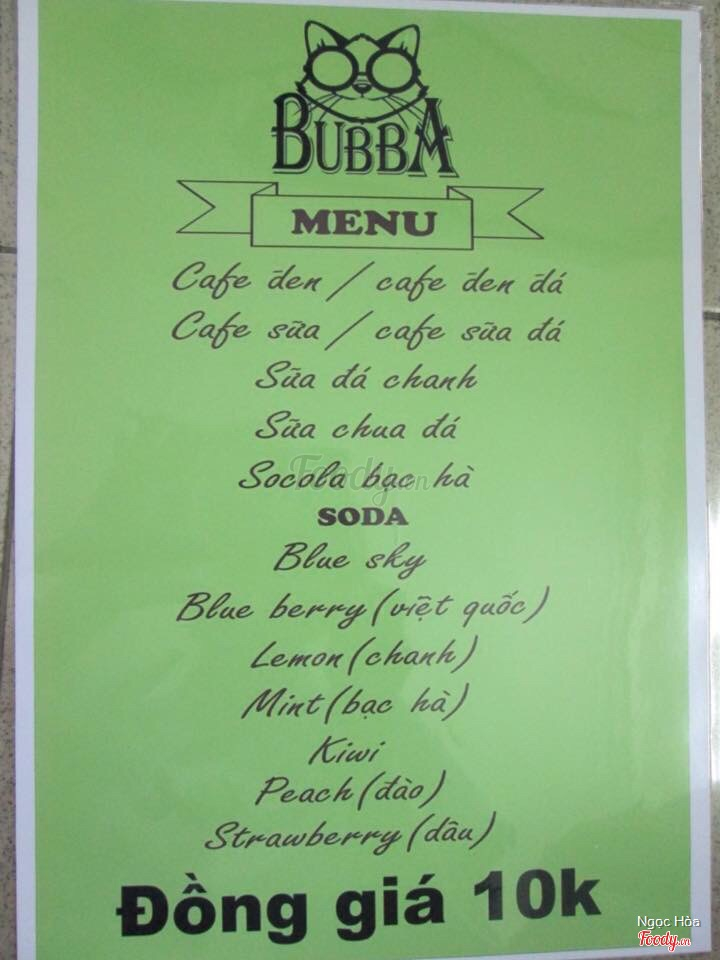 BUBBA
MENU
Cafe đen / cafe đen đá
Cafe sữa / cafe sữa đá
Sữa đá chanh
Sữa chua đá
Socola bạc hà
Foody.vn
SODA
Blue sky
Blue berry (việt quốc)
Lemon (chanh)
Mint (bạc hà)
Kiwi
Peach (đào)
Strawberry (dâu)
Đồng giá 10k
Ngọc Hòa
Foody.vn